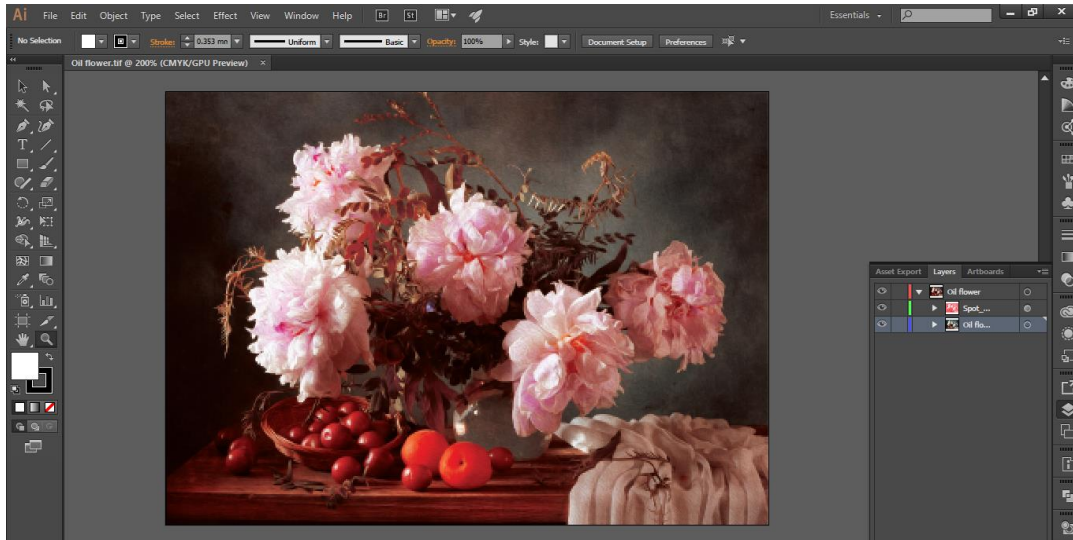 Ai File Edit Object Type Select Effect View Window Help Br St Essentials
No Selection Stroke: 0.353 mn Uniform Basic Opacity: 100% Style: Document Setup Preferences
Oil flower.tif @ 200% (CMYK/GPU Preview) ×
Asset Export Layers Artboards
Oil flower
Spot_...
Oil flo...